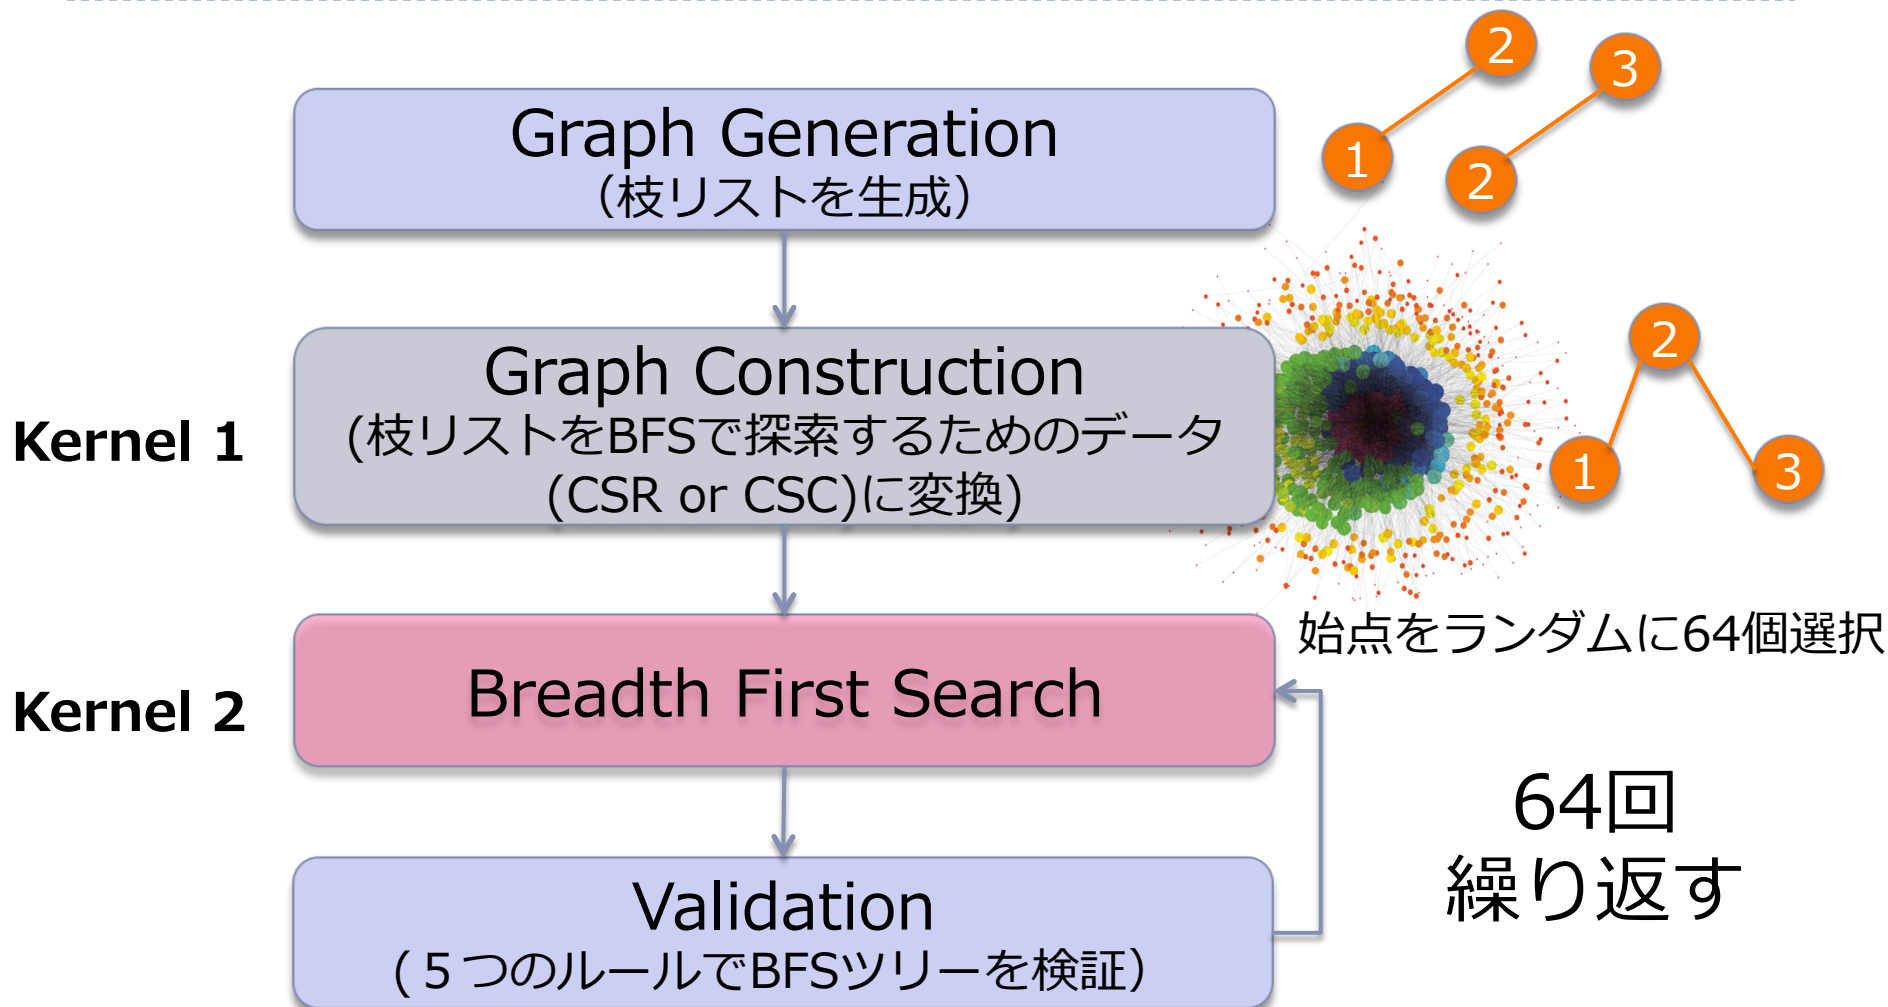 Graph Generation
（枝リストを生成）
2
3
1
2
Kernel 1
Graph Construction
(枝リストをBFSで探索するためのデータ
(CSR or CSC)に変換)
2
1
3
始点をランダムに64個選択
Kernel 2
Breadth First Search
64回
繰り返す
Validation
(５つのルールでBFSツリーを検証）